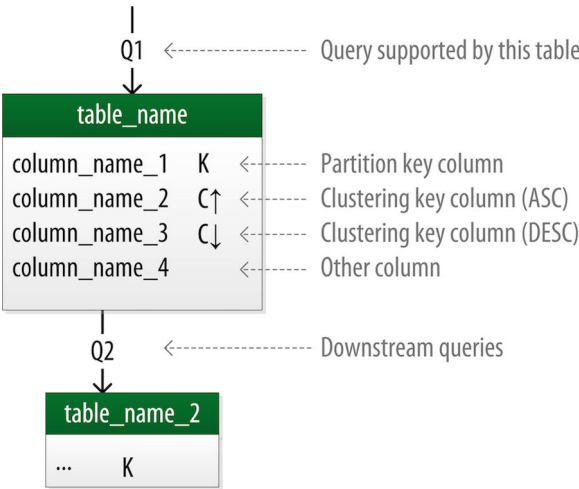 Q1 Query supported by this table
table_name
column_name_1 K Partition key column
column_name_2 C↑ Clustering key column (ASC)
column_name_3 C↓ Clustering key column (DESC)
column_name_4 Other column
Q2 Downstream queries
table_name_2
... K